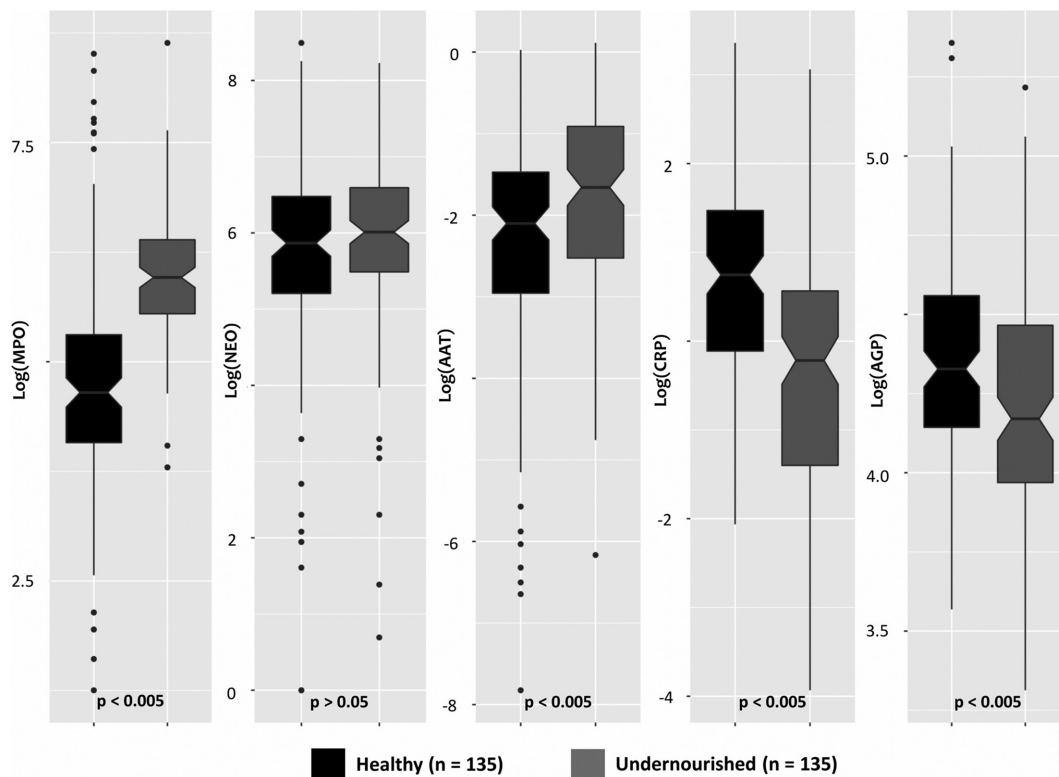 Log(MPO)
7.5
2.5
p < 0.005
Log(NEO)
8
6
2
0
p > 0.05
Log(AAT)
0
-2
-6
-8
p < 0.005
Log(CRP)
2
-2
-4
p < 0.005
Log(AGP)
5.0
4.0
3.5
p < 0.005
Healthy (n = 135)
Undernourished (n = 135)